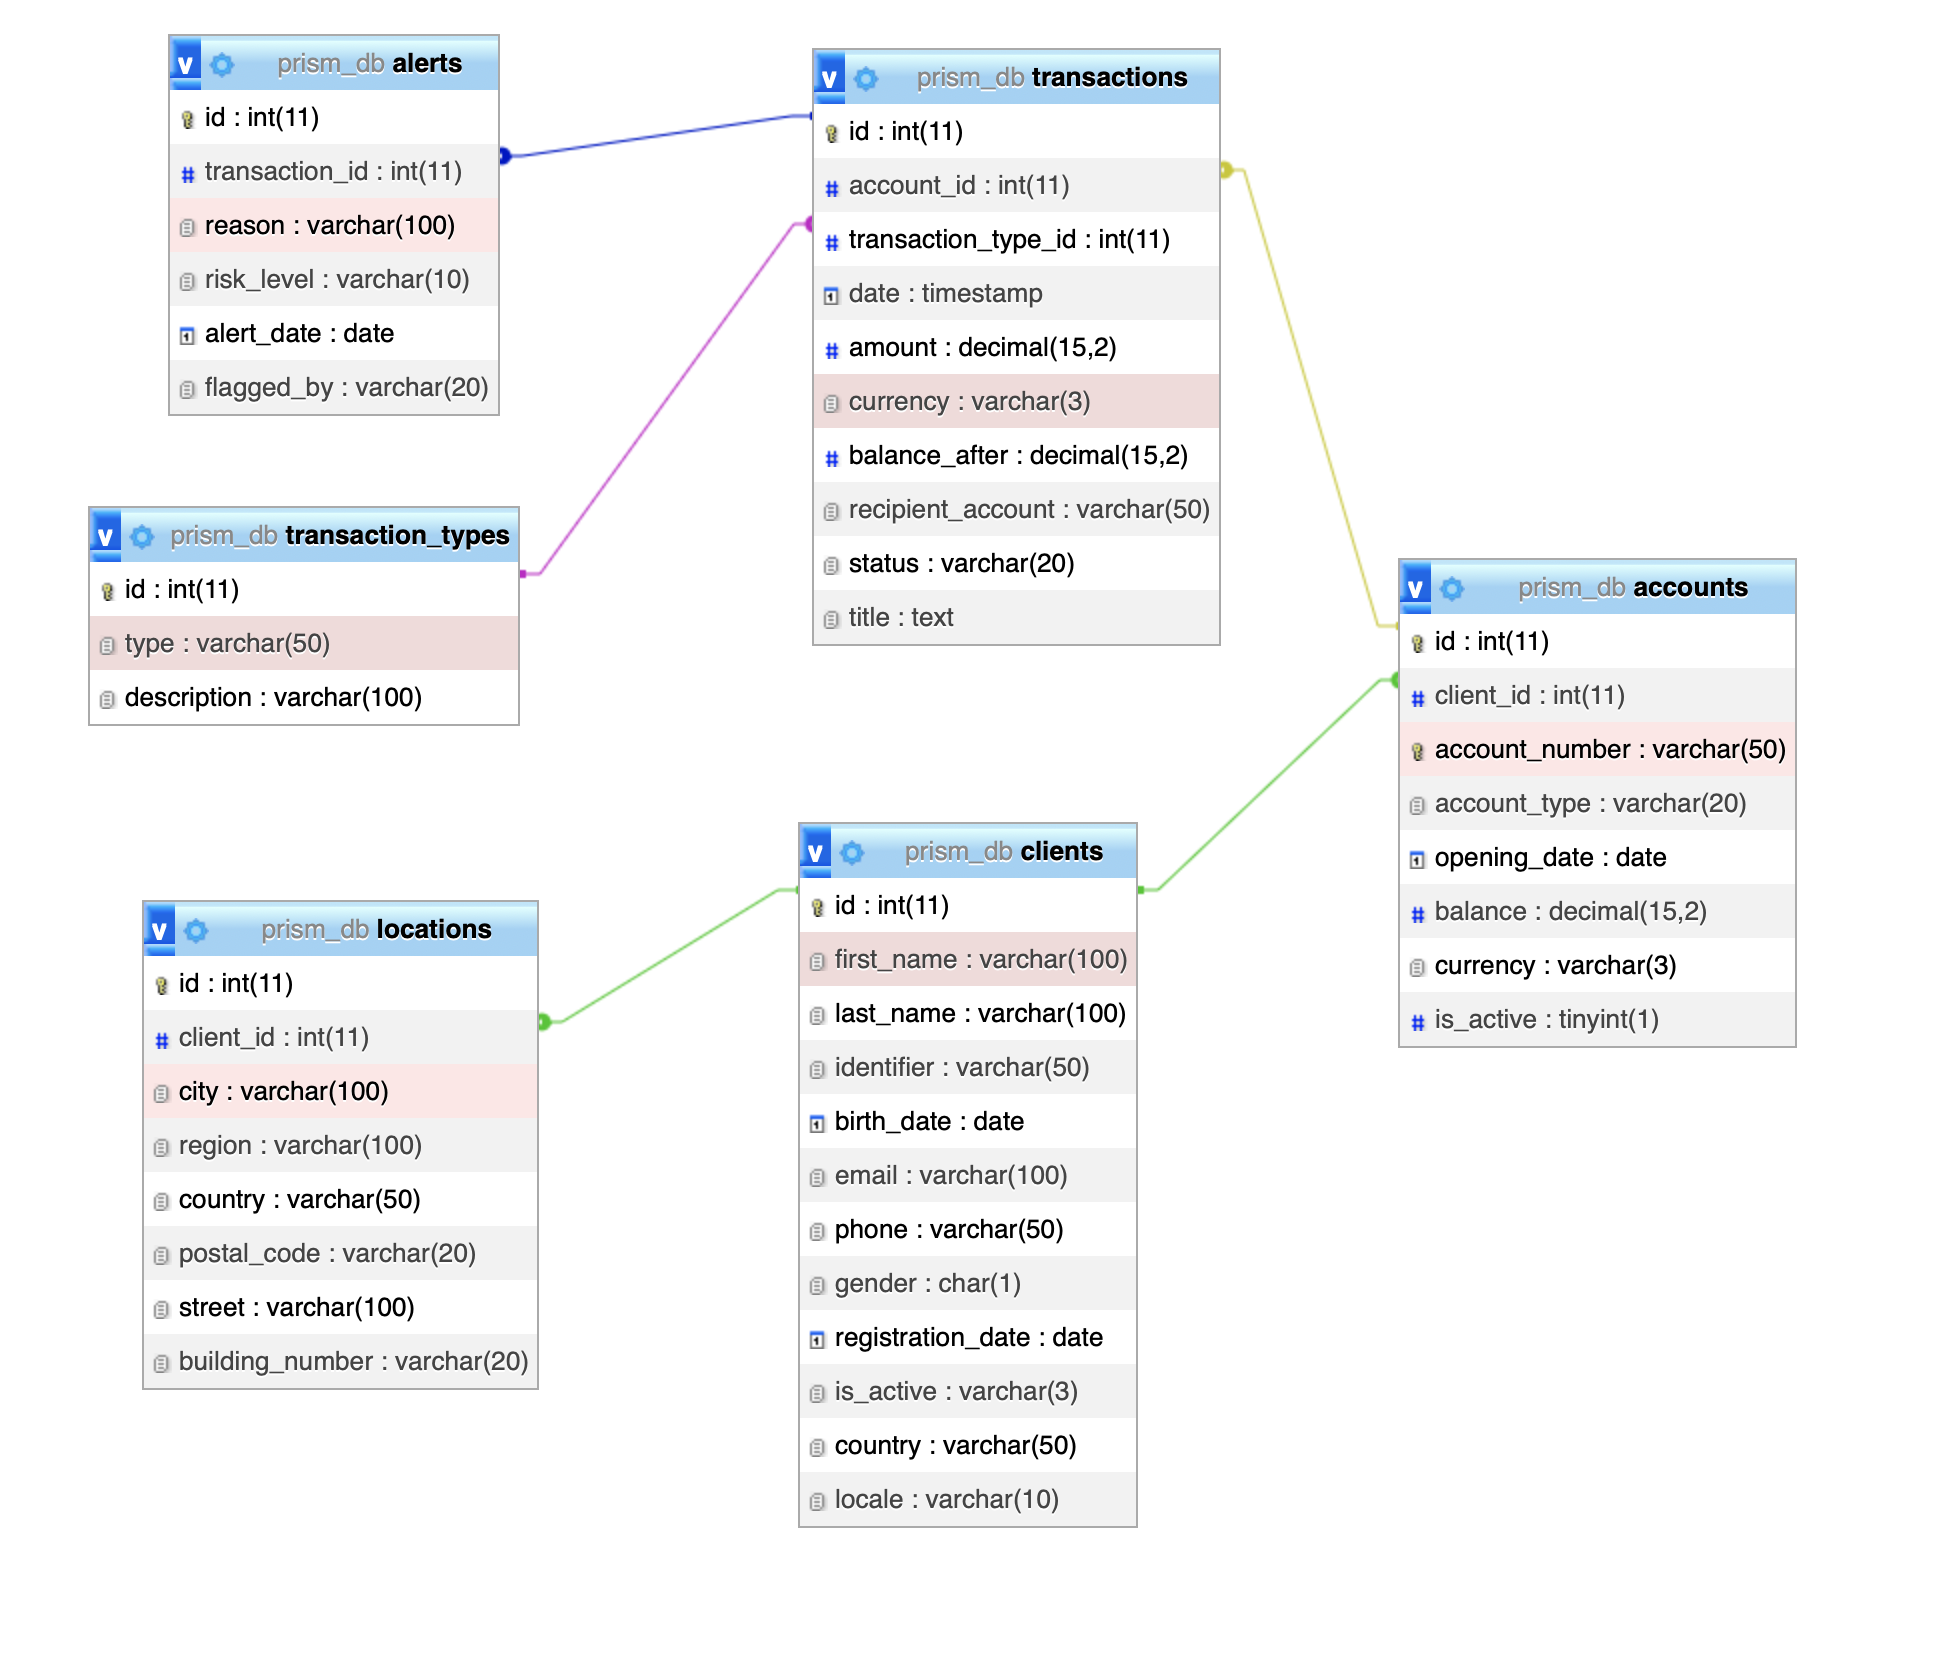 prism_db alerts
id : int(11)
transaction_id : int(11)
reason : varchar(100)
risk_level : varchar(10)
alert_date : date
flagged_by : varchar(20)
prism_db transactions
id : int(11)
account_id : int(11)
transaction_type_id : int(11)
date : timestamp
amount : decimal(15,2)
currency : varchar(3)
balance_after : decimal(15,2)
recipient_account : varchar(50)
status : varchar(20)
title : text
prism_db transaction_types
id : int(11)
type : varchar(50)
description : varchar(100)
prism_db accounts
id : int(11)
client_id : int(11)
account_number : varchar(50)
account_type : varchar(20)
opening_date : date
balance : decimal(15,2)
currency : varchar(3)
is_active : tinyint(1)
prism_db locations
id : int(11)
client_id : int(11)
city : varchar(100)
region : varchar(100)
country : varchar(50)
postal_code : varchar(20)
street : varchar(100)
building_number : varchar(20)
prism_db clients
id : int(11)
first_name : varchar(100)
last_name : varchar(100)
identifier : varchar(50)
birth_date : date
email : varchar(100)
phone : varchar(50)
gender : char(1)
registration_date : date
is_active : varchar(3)
country : varchar(50)
locale : varchar(10)